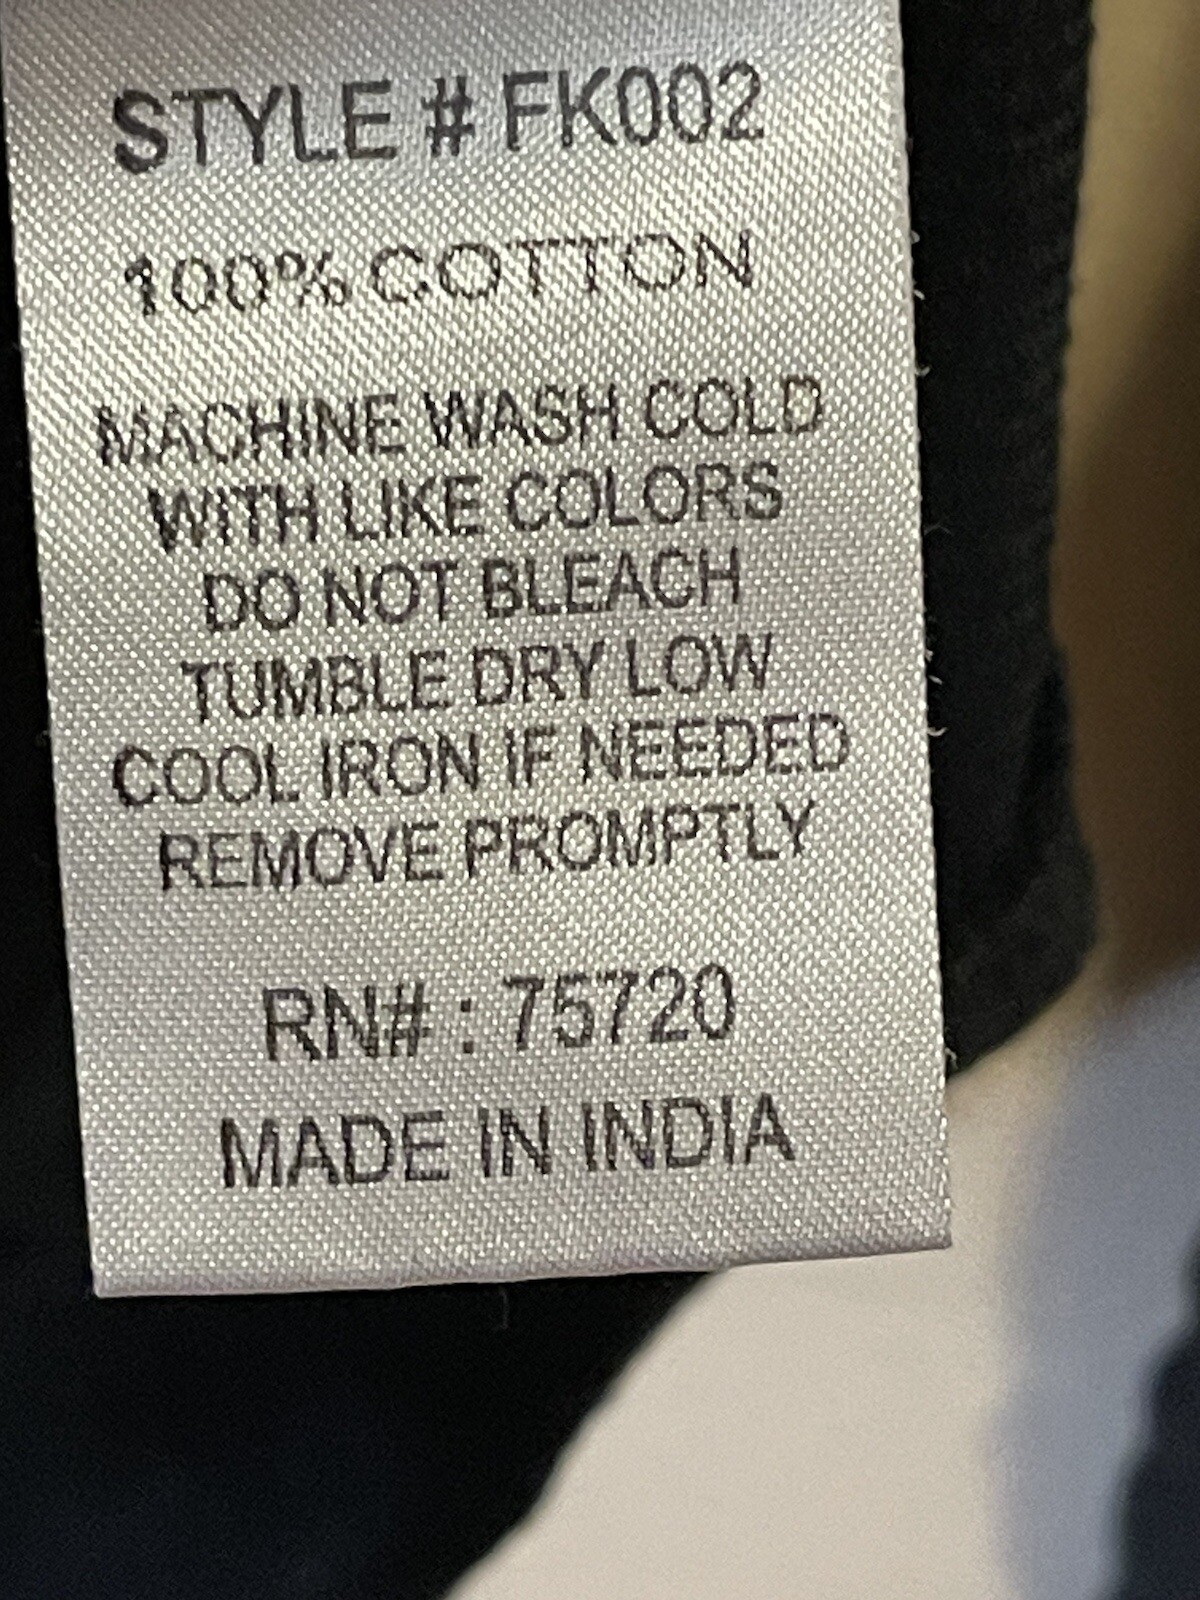 STYLE # FK002
100% COTTON
MACHINE WASH COLD
WITH LIKE COLORS
DO NOT BLEACH
TUMBLE DRY LOW
COOL IRON IF NEEDED
REMOVE PROMPTLY
RN# : 75720
MADE IN INDIA